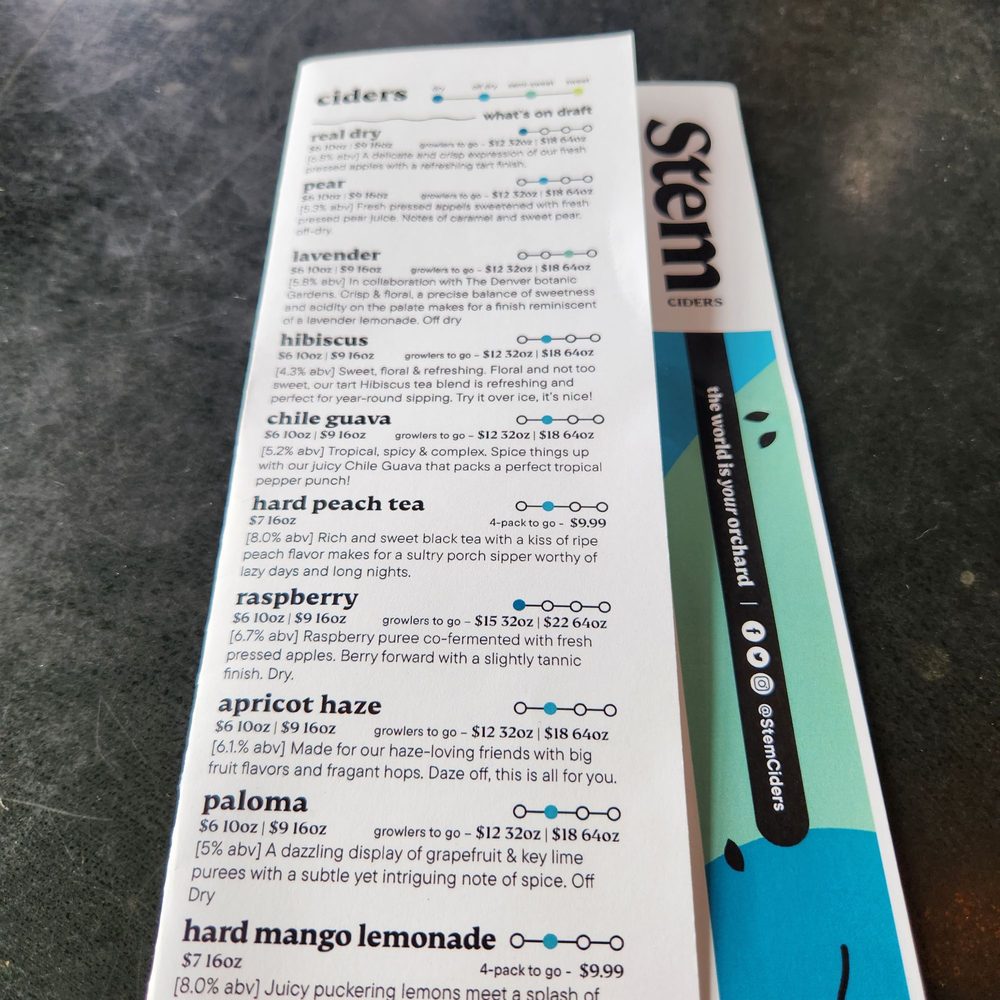 ciders
dry off dry semi-sweet sweet
what's on draft
real dry
$6 10oz | $9 16oz growlers to go - $12 32oz | $18 64oz
[6.8% abv] A delicate and crisp expression of our fresh
pressed apples with a refreshing tart finish.
pear
$6 10oz | $9 16oz growlers to go - $12 32oz | $18 64oz
[5.2% abv] Fresh pressed appels sweetened with fresh
pressed pear juice. Notes of caramel and sweet pear.
off-dry.
lavender
$6 10oz | $9 16oz growlers to go - $12 32oz | $18 64oz
[5.8% abv] In collaboration with The Denver botanic
Gardens. Crisp & floral, a precise balance of sweetness
and acidity on the palate makes for a finish reminiscent
of a lavender lemonade. Off dry
hibiscus
$6 10oz | $9 16oz growlers to go - $12 32oz | $18 64oz
[4.3% abv] Sweet, floral & refreshing. Floral and not too
sweet, our tart Hibiscus tea blend is refreshing and
perfect for year-round sipping. Try it over ice, it's nice!
chile guava
$6 10oz | $9 16oz growlers to go - $12 32oz | $18 64oz
[5.2% abv] Tropical, spicy & complex. Spice things up
with our juicy Chile Guava that packs a perfect tropical
pepper punch!
hard peach tea
$7 16oz 4-pack to go - $9.99
[8.0% abv] Rich and sweet black tea with a kiss of ripe
peach flavor makes for a sultry porch sipper worthy of
lazy days and long nights.
raspberry
$6 10oz | $9 16oz growlers to go - $15 32oz | $22 64oz
[6.7% abv] Raspberry puree co-fermented with fresh
pressed apples. Berry forward with a slightly tannic
finish. Dry.
apricot haze
$6 10oz | $9 16oz growlers to go - $12 32oz | $18 64oz
[6.1.% abv] Made for our haze-loving friends with big
fruit flavors and fragant hops. Daze off, this is all for you.
paloma
$6 10oz | $9 16oz growlers to go - $12 32oz | $18 64oz
[5% abv] A dazzling display of grapefruit & key lime
purees with a subtle yet intriguing note of spice. Off
Dry
hard mango lemonade
$7 16oz 4-pack to go - $9.99
[8.0% abv] Juicy puckering lemons meet a splash of
Stem
CIDERS
the world is your orchard | @StemCiders